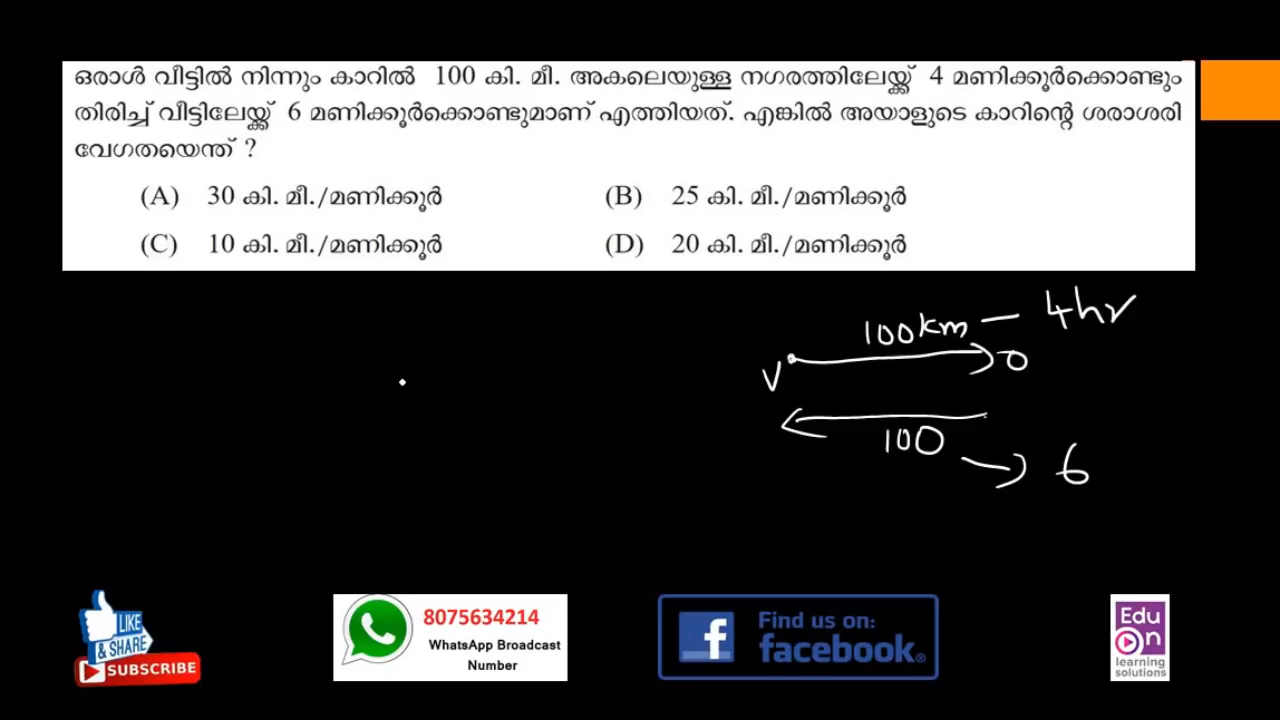 ഒരാൾ വീട്ടിൽ നിന്നും കാറിൽ 100 കി. മീ. അകലെയുള്ള നഗരത്തിലേയ്ക്ക് 4 മണിക്കൂർക്കൊണ്ടും
തിരിച്ച് വീട്ടിലേയ്ക്ക് 6 മണിക്കൂർക്കൊണ്ടുമാണ് എത്തിയത്. എങ്കിൽ അയാളുടെ കാറിന്റെ ശരാശരി
വേഗതയെന്ത് ?
(A) 30 കി. മീ./മണിക്കൂർ (B) 25 കി. മീ./മണിക്കൂർ
(C) 10 കി. മീ./മണിക്കൂർ (D) 20 കി. മീ./മണിക്കൂർ
100km — 4hr
V O
100
6
LIKE
& SHARE
SUBSCRIBE
8075634214
WhatsApp Broadcast
Number
f Find us on:
facebook®
Edu
On
learning
solutions